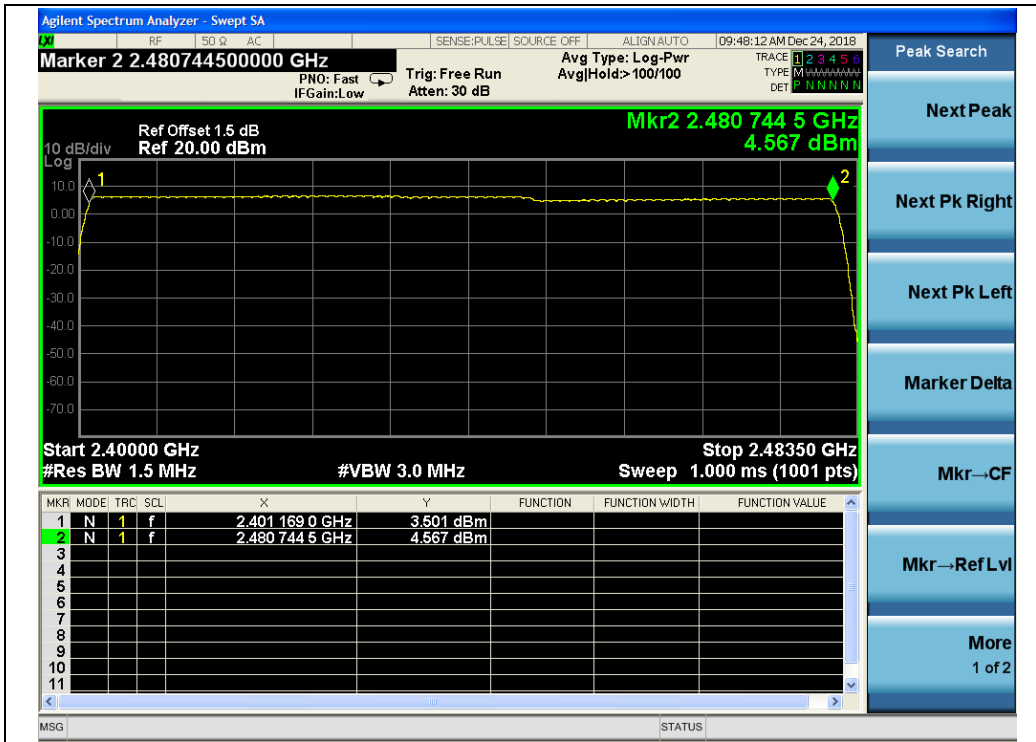 Agilent Spectrum Analyzer - Swept SA
LXI RF 50 Ω AC SENSE:PULSE SOURCE OFF ALIGN AUTO 09:48:12 AM Dec 24, 2018
Marker 2 2.480744500000 GHz
PNO: Fast
IFGain:Low
Trig: Free Run
Atten: 30 dB
Avg Type: Log-Pwr
Avg|Hold:>100/100
TRACE 1 2 3 4 5 6
TYPE M
DET P N N N N N
Mkr2 2.480 744 5 GHz
4.567 dBm
Ref Offset 1.5 dB
10 dB/div Ref 20.00 dBm
Log
10.0
0.00
-10.0
-20.0
-30.0
-40.0
-50.0
-60.0
-70.0
1
2
Start 2.40000 GHz Stop 2.48350 GHz
#Res BW 1.5 MHz #VBW 3.0 MHz Sweep 1.000 ms (1001 pts)
MKR MODE TRC SCL X Y FUNCTION FUNCTION WIDTH FUNCTION VALUE
1 N 1 f 2.401 169 0 GHz 3.501 dBm
2 N 1 f 2.480 744 5 GHz 4.567 dBm
3
4
5
6
7
8
9
10
11
MSG STATUS
Peak Search
Next Peak
Next Pk Right
Next Pk Left
Marker Delta
Mkr→CF
Mkr→Ref Lvl
More
1 of 2